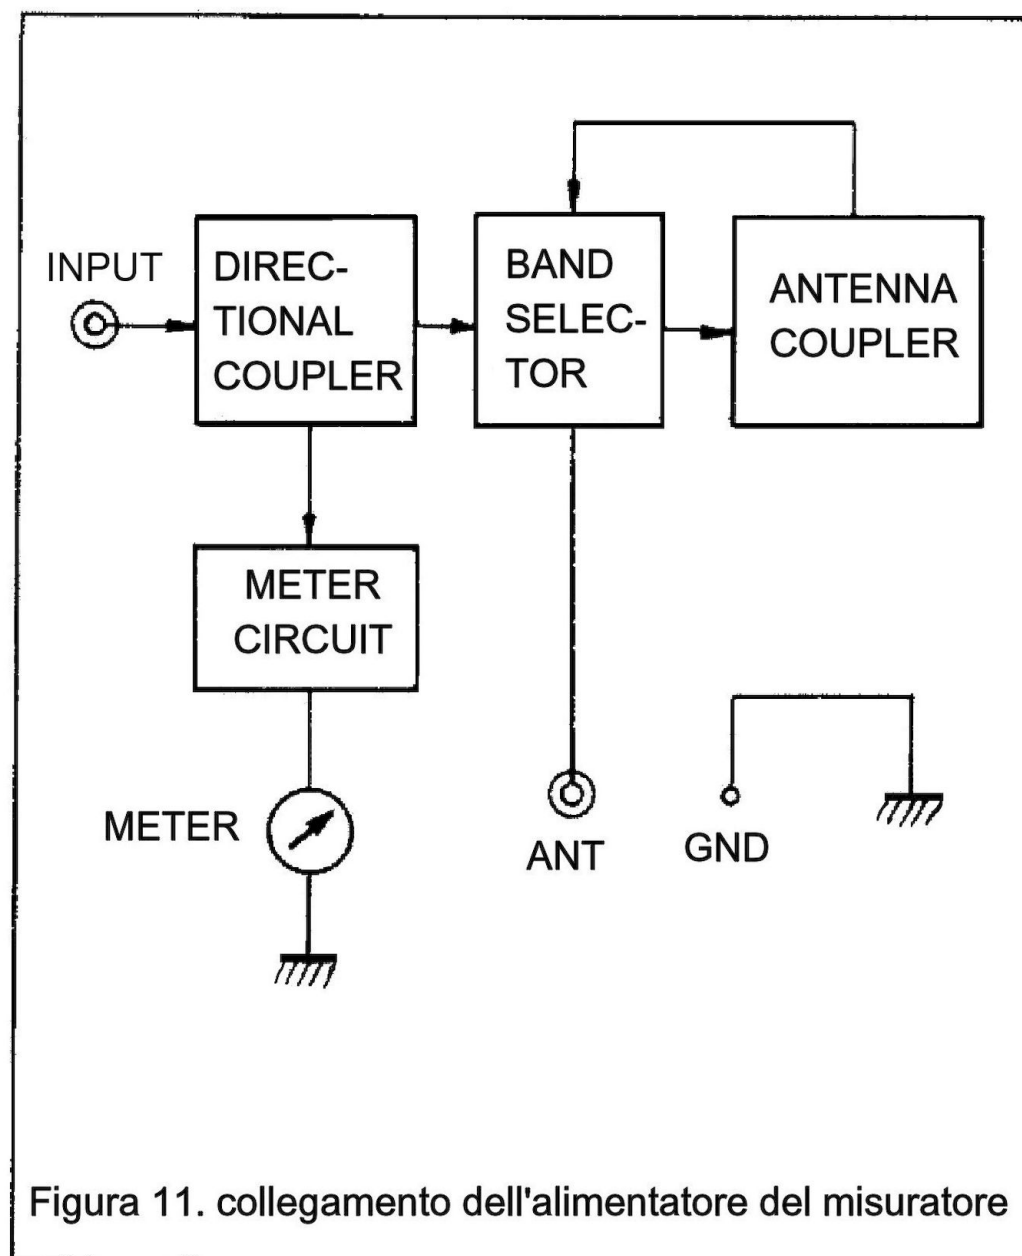 INPUT
DIREC-
TIONAL
COUPLER
BAND
SELEC-
TOR
ANTENNA
COUPLER
METER
CIRCUIT
METER
ANT
GND
Figura 11. collegamento dell'alimentatore del misuratore